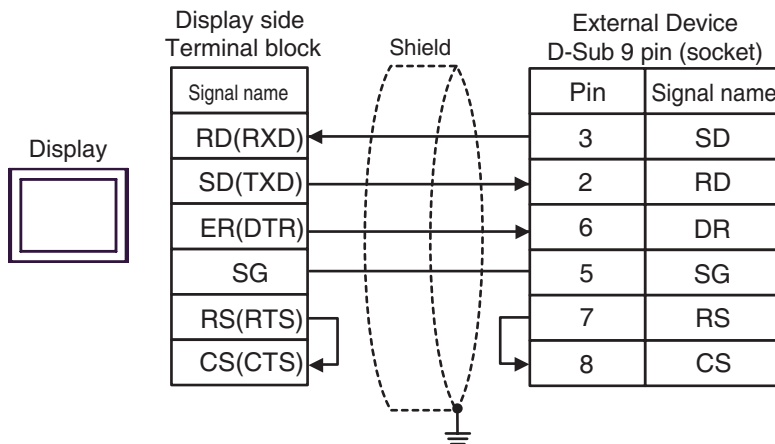 Display side
Terminal block
Shield
External Device
D-Sub 9 pin (socket)
Signal name
Pin Signal name
RD(RXD) 3 SD
Display
SD(TXD) 2 RD
ER(DTR) 6 DR
SG 5 SG
RS(RTS) 7 RS
CS(CTS) 8 CS